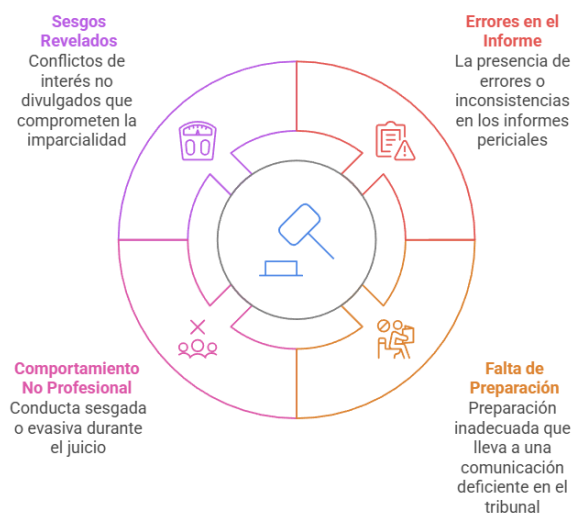 Sesgos
Revelados
Conflictos de
interés no
divulgados que
comprometen la
imparcialidad
Errores en el
Informe
La presencia de
errores o
inconsistencias
en los informes
periciales
Comportamiento
No Profesional
Conducta sesgada
o evasiva durante
el juicio
Falta de
Preparación
Preparación
inadecuada que
lleva a una
comunicación
deficiente en el
tribunal